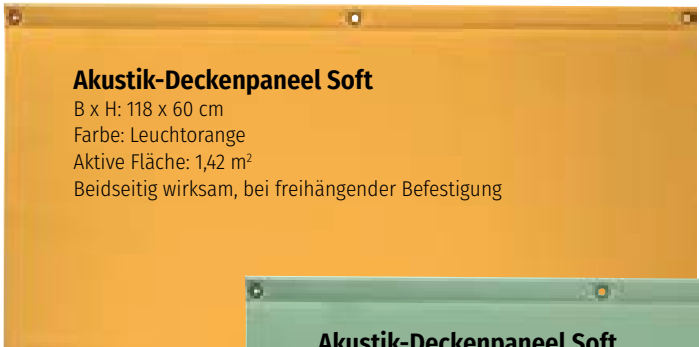 Akustik-Deckenpaneel Soft
B x H: 118 x 60 cm
Farbe: Leuchtorange
Aktive Fläche: 1,42 m²
Beidseitig wirksam, bei freihängender Befestigung
Akustik-Deckenpaneel Soft